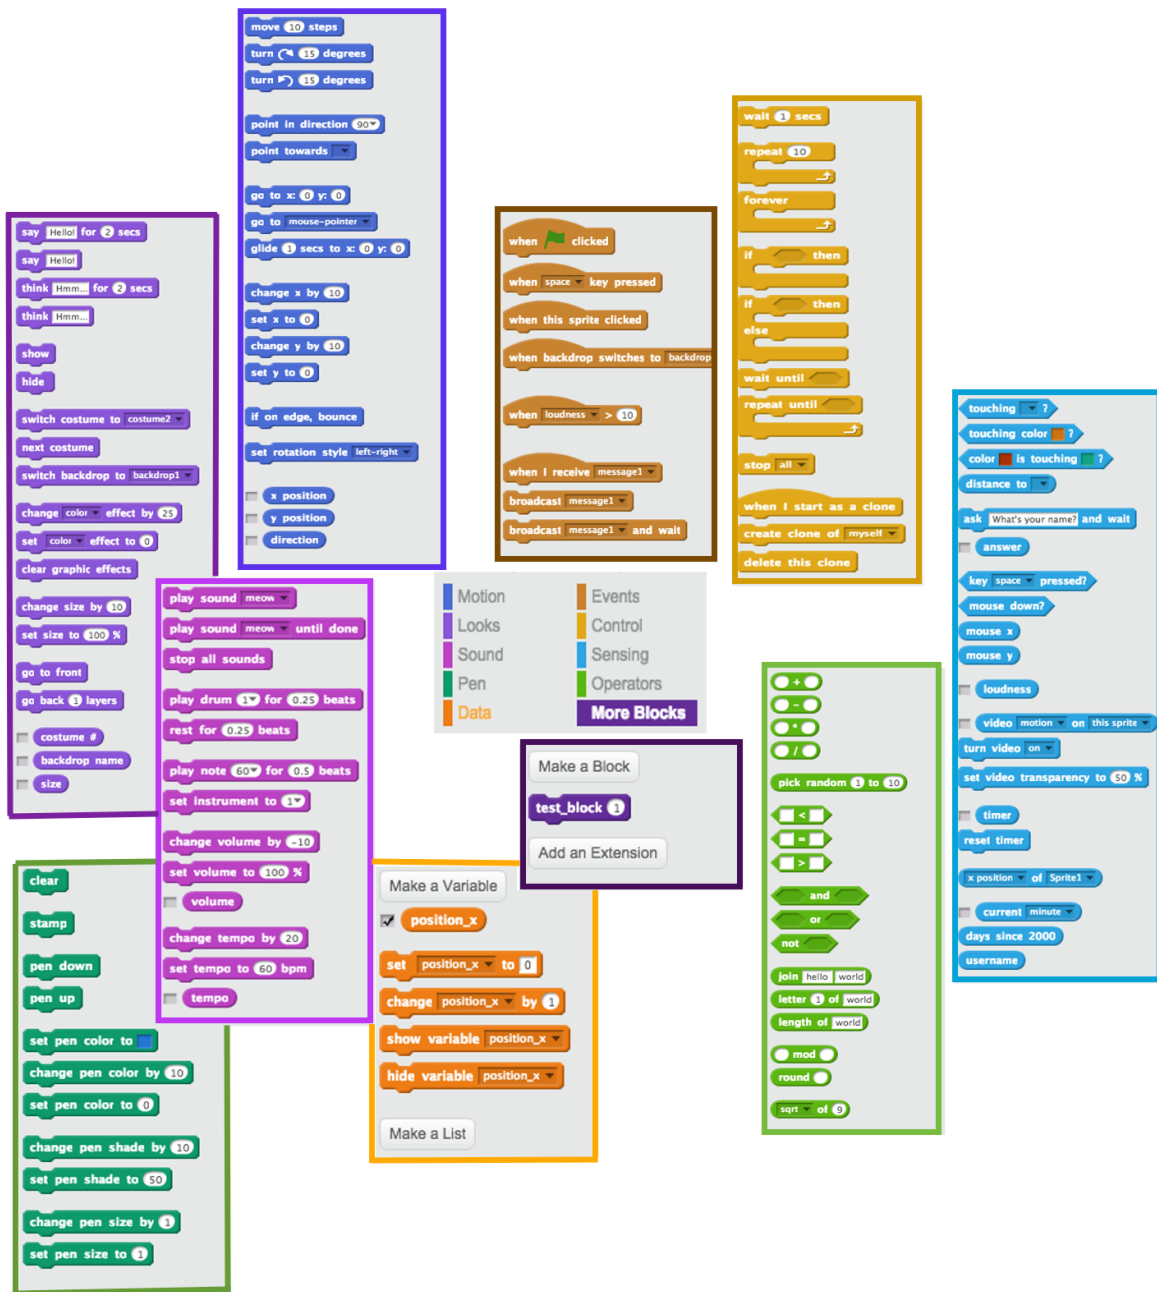 move 10 steps
turn 15 degrees
turn 15 degrees
point in direction 90
point towards
go to x: 0 y: 0
go to mouse-pointer
glide 1 secs to x: 0 y: 0
change x by 10
set x to 0
change y by 10
set y to 0
if on edge, bounce
set rotation style left-right
x position
y position
direction
say Hello! for 2 secs
say Hello!
think Hmm... for 2 secs
think Hmm...
show
hide
switch costume to costume2
next costume
switch backdrop to backdrop1
change color effect by 25
set color effect to 0
clear graphic effects
change size by 10
set size to 100 %
go to front
go back 1 layers
costume #
backdrop name
size
when clicked
when space key pressed
when this sprite clicked
when backdrop switches to backdrop
when loudness > 10
when I receive message1
broadcast message1
broadcast message1 and wait
wait 1 secs
repeat 10
forever
if then
if then
else
wait until
repeat until
stop all
when I start as a clone
create clone of myself
delete this clone
touching ?
touching color ?
color is touching ?
distance to
ask What's your name? and wait
answer
key space pressed?
mouse down?
mouse x
mouse y
loudness
video motion on this sprite
turn video on
set video transparency to 50 %
timer
reset timer
x position of Sprite1
current minute
days since 2000
username
Motion
Looks
Sound
Pen
Data
Events
Control
Sensing
Operators
More Blocks
play sound meow
play sound meow until done
stop all sounds
play drum 1 for 0.25 beats
rest for 0.25 beats
play note 60 for 0.5 beats
set instrument to 1
change volume by -10
set volume to 100 %
volume
change tempo by 20
set tempo to 60 bpm
tempo
Make a Block
test_block 1
Add an Extension
+
-
*
/
pick random 1 to 10
<
=
>
and
or
not
join hello world
letter 1 of world
length of world
mod
round
sqrt of 9
clear
stamp
pen down
pen up
set pen color to
change pen color by 10
set pen color to 0
change pen shade by 10
set pen shade to 50
change pen size by 1
set pen size to 1
Make a Variable
position_x
set position_x to 0
change position_x by 1
show variable position_x
hide variable position_x
Make a List